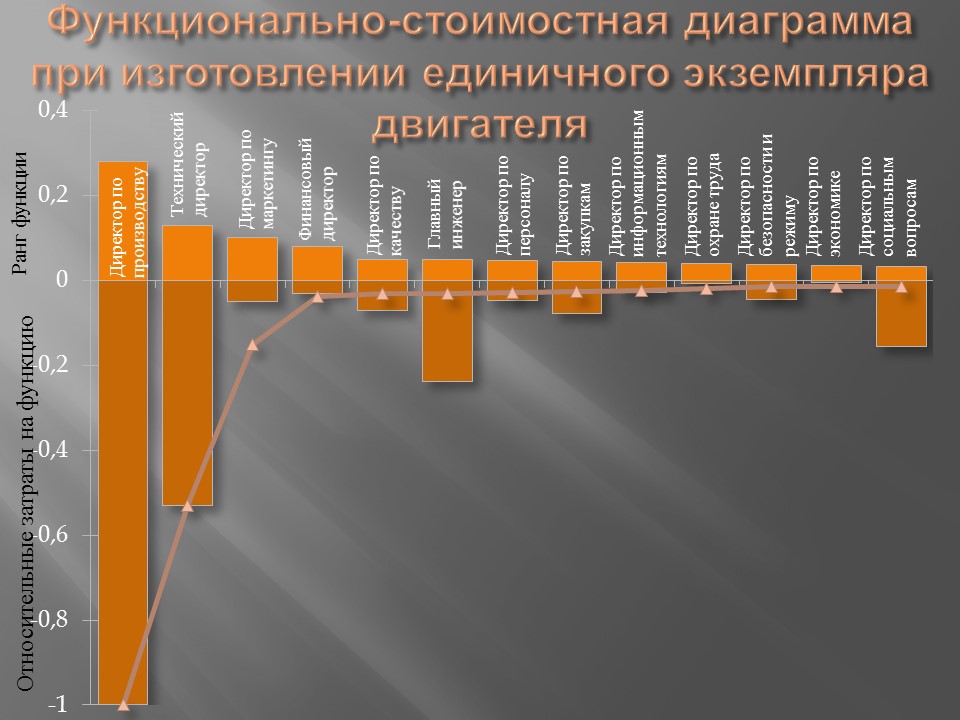 Функционально-стоимостная диаграмма
при изготовлении единичного экземпляра
двигателя
Ранг функции
Относительные затраты на функцию
0,4
0,2
0
-0,2
-0,4
-0,6
-0,8
-1
Директор по
производству
Технический
директор
Директор по
маркетингу
Финансовый
директор
Директор по
качеству
Главный
инженер
Директор по
персоналу
Директор по
закупкам
Директор по
информационным
технологиям
Директор по
охране труда
Директор по
безопасности и
режиму
Директор по
экономике
Директор по
социальным
вопросам